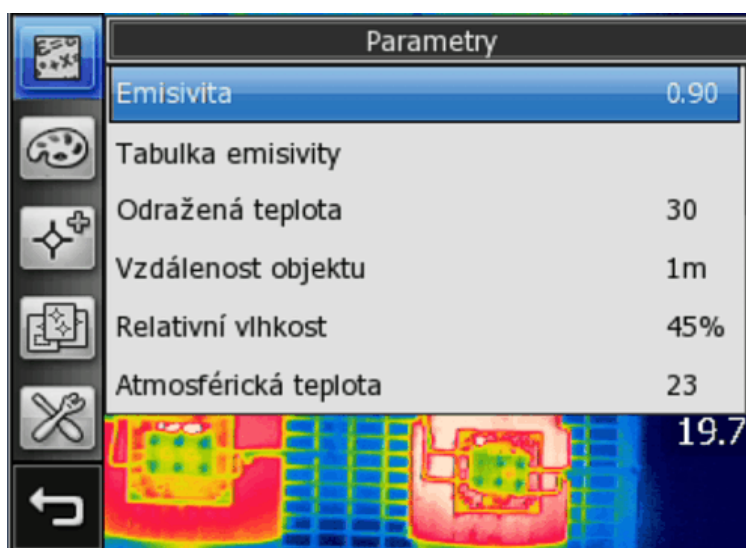 Parametry
Emisivita 0.90
Tabulka emisivity
Odražená teplota 30
Vzdálenost objektu 1m
Relativní vlhkost 45%
Atmosférická teplota 23
19.7